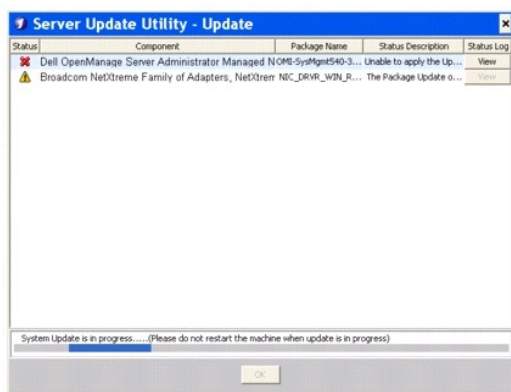 Server Update Utility - Update
Status Component Package Name Status Description Status Log
Dell OpenManage Server Administrator Managed N OMI-SysMgmt540-3... Unable to apply the Up... View
Broadcom NetXtreme Family of Adapters, NetXtrem NIC_DRVR_WIN_R... The Package Update o... View
System Update is in progress.....(Please do not restart the machine when update is in progress)
OK